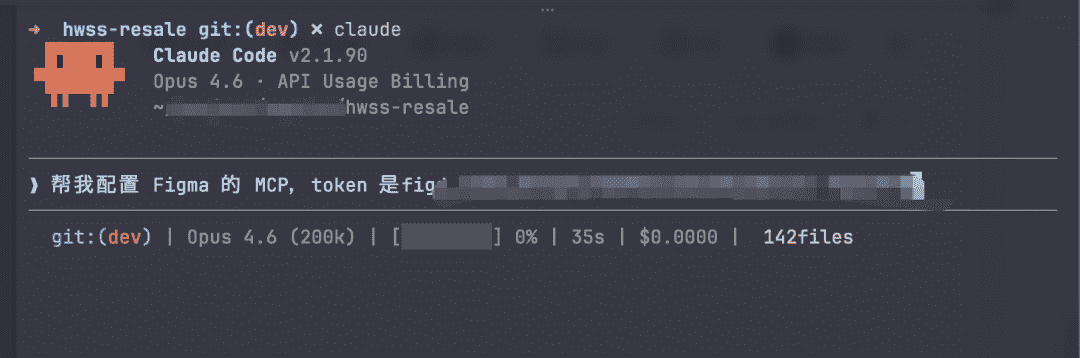 ...
➜ hwss-resale git:(dev) ✗ claude
Claude Code v2.1.90
Opus 4.6 · API Usage Billing
~hwss-resale
❯ 帮我配置 Figma 的 MCP, token 是fig
git:(dev) | Opus 4.6 (200k) | [ ] 0% | 35s | $0.0000 | 142files